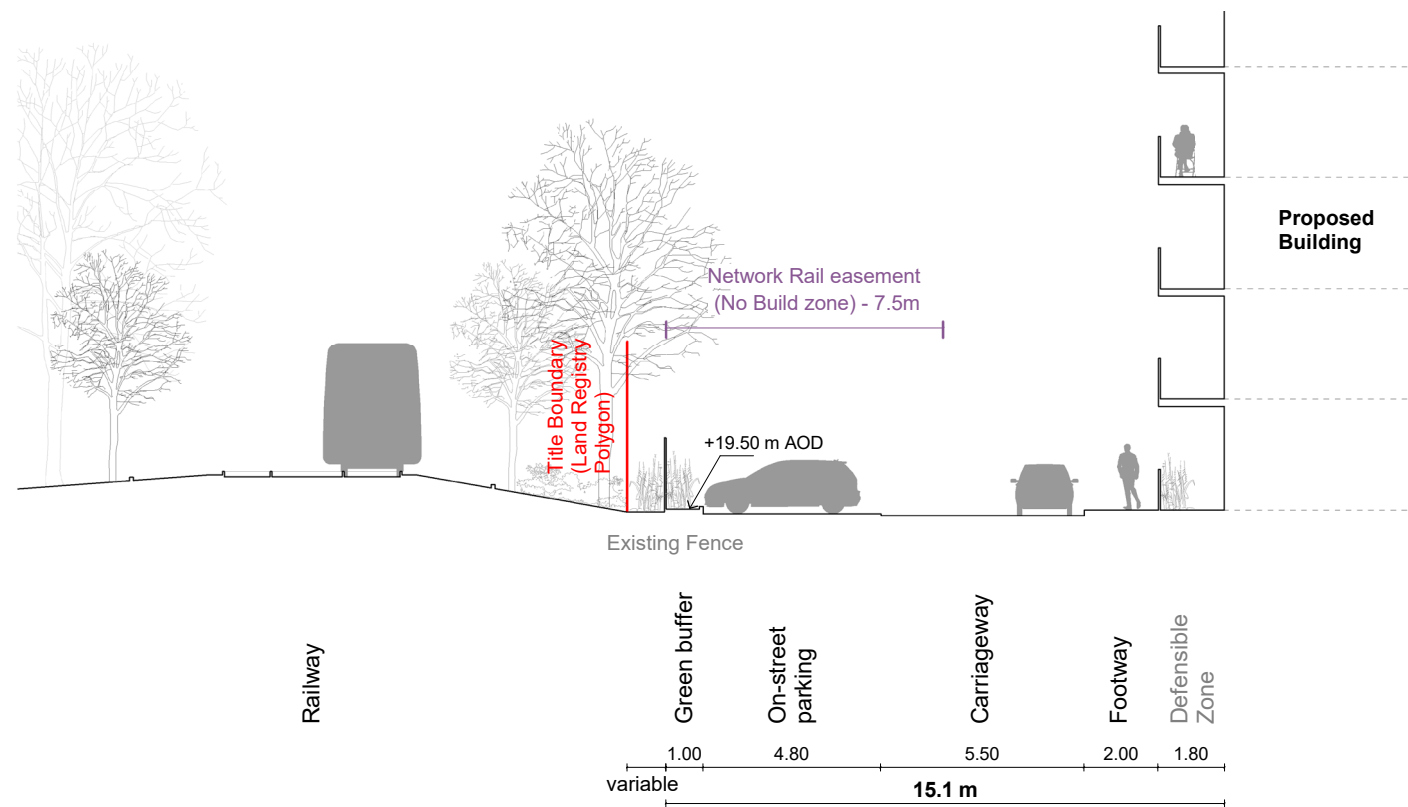 Proposed
Building
Network Rail easement
(No Build zone) - 7.5m
Title Boundary
(Land Registry
Polygon)
+19.50 m AOD
Existing Fence
Railway
Green buffer
On-street
parking
Carriageway
Footway
Defensible
Zone
1.00
4.80
5.50
2.00
1.80
variable
15.1 m